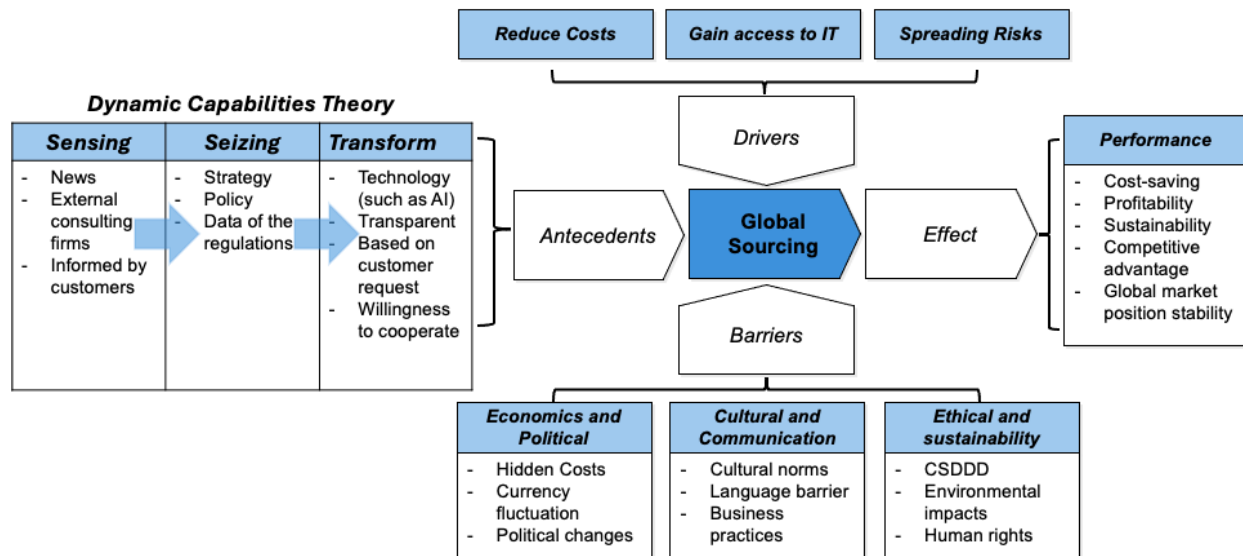 Reduce Costs
Gain access to IT
Spreading Risks
Dynamic Capabilities Theory
Sensing
- News
- External
consulting
firms
- Informed by
customers
Seizing
- Strategy
- Policy
- Data of the
regulations
Transform
- Technology
(such as AI)
- Transparent
- Based on
customer
request
- Willingness
to cooperate
Drivers
Antecedents
Global
Sourcing
Effect
Barriers
Performance
- Cost-saving
- Profitability
- Sustainability
- Competitive
advantage
- Global market
position stability
Economics and
Political
- Hidden Costs
- Currency
fluctuation
- Political changes
Cultural and
Communication
- Cultural norms
- Language barrier
- Business
practices
Ethical and
sustainability
- CSDDD
- Environmental
impacts
- Human rights